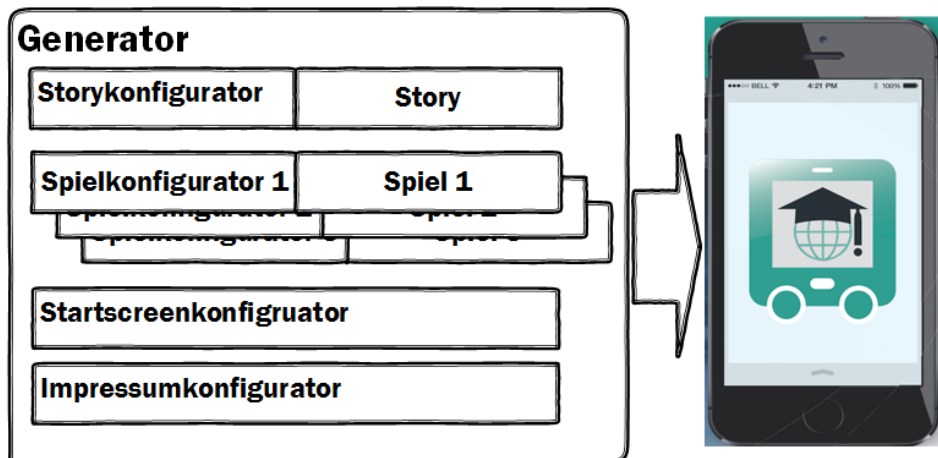 Generator
Storykonfigurator Story
Spielkonfigurator 1 Spiel 1
Startscreenkonfigruator
Impressumkonfigurator
BELL 4:21 PM 100%